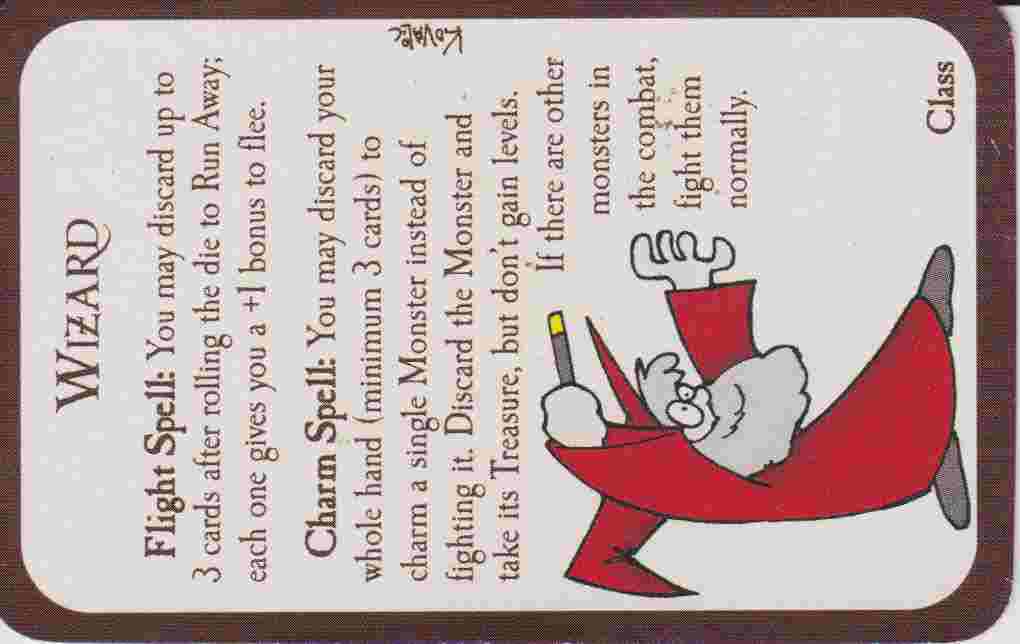 WIZARD
Flight Spell: You may discard up to
3 cards after rolling the die to Run Away;
each one gives you a +1 bonus to flee.
Charm Spell: You may discard your
whole hand (minimum 3 cards) to
charm a single Monster instead of
fighting it. Discard the Monster and
take its Treasure, but don't gain levels.
If there are other
monsters in
the combat,
fight them
normally.
Class
KOVALIC